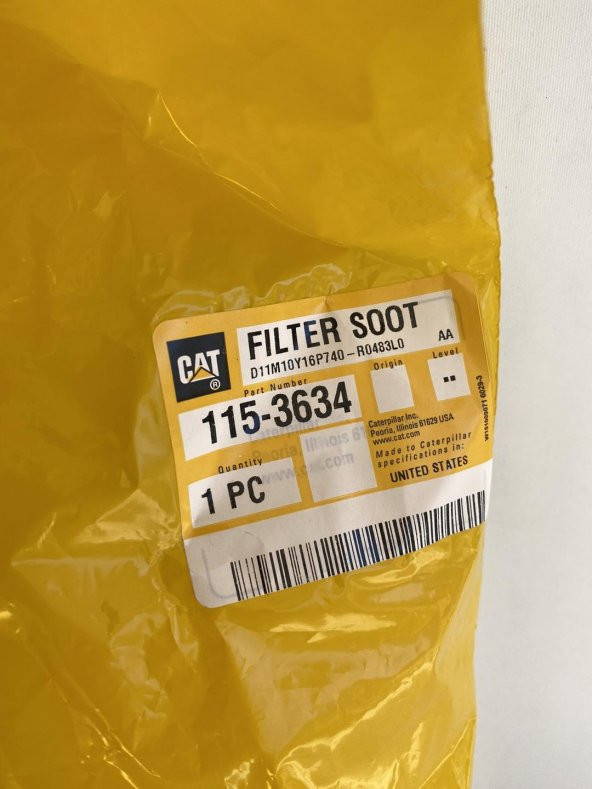 CAT
®
FILTER SOOT
D11M10Y16P740-R0483L0
AA
Part Number
Origin
Level
115-3634
Caterpillar Inc.
Peoria, Illinois 61629 USA
www.cat.com
Quantity
Made to Caterpillar
specifications in:
1 PC
UNITED STATES